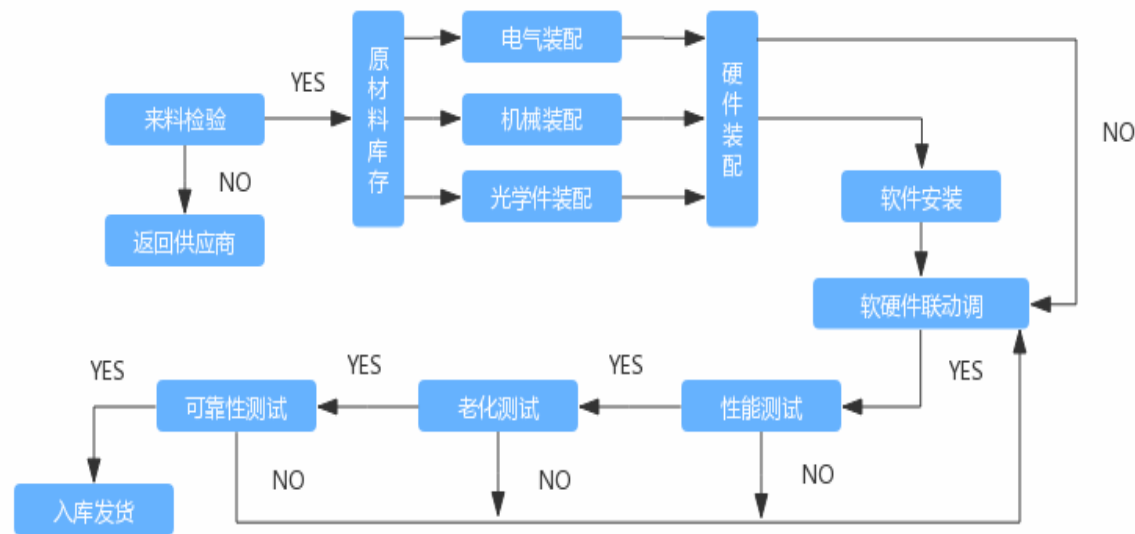 电气装配
原材料库存
硬件装配
YES
来料检验
机械装配
NO
NO
光学件装配
软件安装
返回供应商
软硬件联动调
YES
YES
YES
YES
可靠性测试
老化测试
性能测试
NO
NO
NO
入库发货